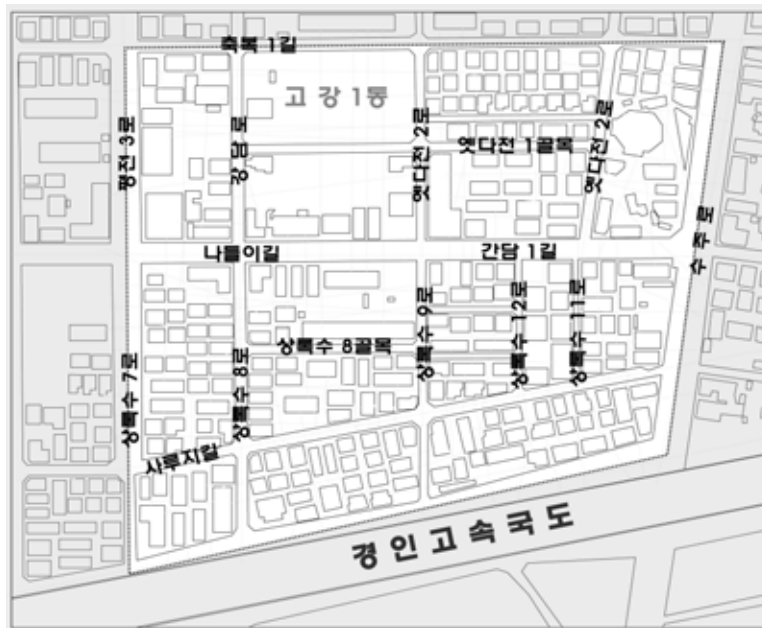 축복 1길
고강1동
평전 3로
강담로
옛다전 2로
옛다전 1골목
옛다전 2로
수주로
나들이길
간담 1길
상록수 9로
상록수 12로
상록수 11로
상록수 8골목
상록수 7로
상록수 8로
사루지길
경인고속국도